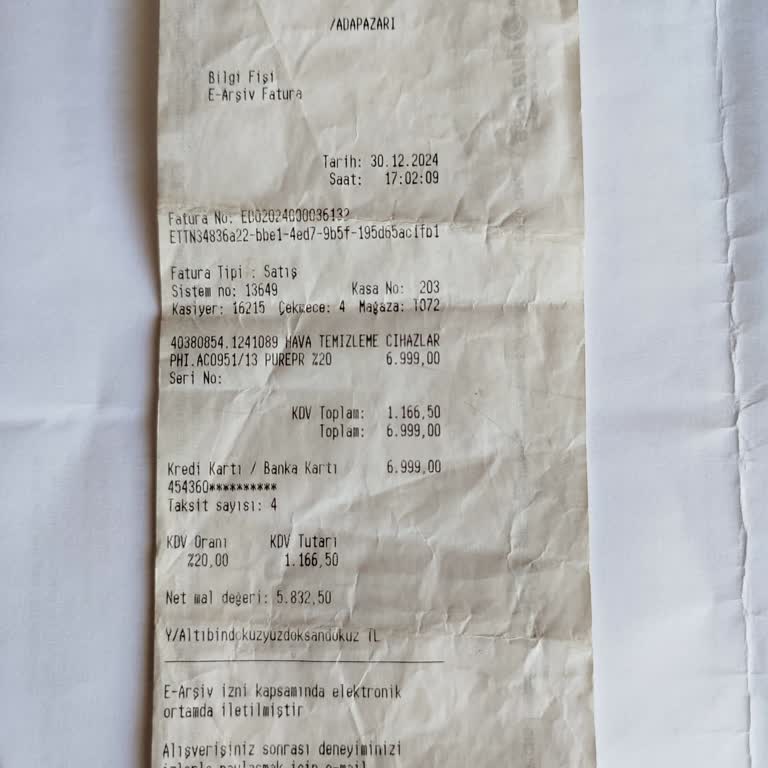 /ADAPAZARI
Bilgi Fişi
E-Arşiv Fatura
Tarih: 30.12.2024
Saat: 17:02:09
Fatura No: E002024000036132
ETTN34836a22-bbe1-4ed7-9b5f-195d65ac1fb1
Fatura Tipi : Satış
Sistem no: 13649 Kasa No: 203
Kasiyer: 16215 Çekmece: 4 Mağaza: T072
40380854.1241089 HAVA TEMIZLEME CIHAZLAR
PHI.AC0951/13 PUREPR %20 6.999,00
Seri No:
KDV Toplam: 1.166,50
Toplam: 6.999,00
Kredi Kartı / Banka Kartı 6.999,00
454360**********
Taksit sayısı: 4
KDV Oranı KDV Tutarı
%20,00 1.166,50
Net mal değeri: 5.832,50
Y/Altıbindokuzyüzdoksandokuz TL
E-Arşiv izni kapsamında elektronik
ortamda iletilmiştir
Alışverişiniz sonrası deneyiminizi
izlerle paylaşmak için e-mail